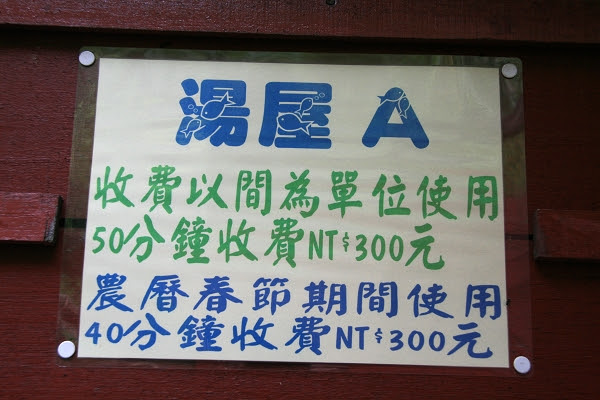 湯屋 A
收費以間為單位使用
50分鐘收費NT$300元
農曆春節期間使用
40分鐘收費NT$300元